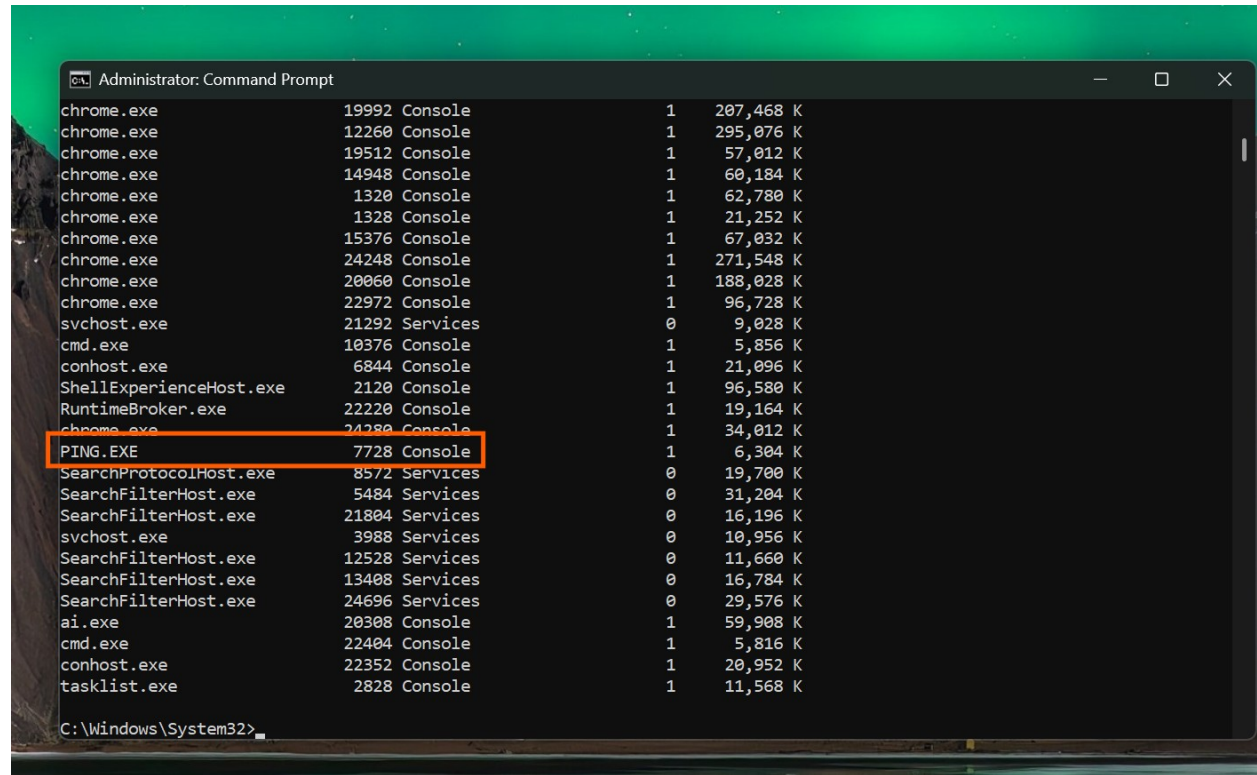 Administrator: Command Prompt
chrome.exe 19992 Console 1 207,468 K
chrome.exe 12260 Console 1 295,076 K
chrome.exe 19512 Console 1 57,012 K
chrome.exe 14948 Console 1 60,184 K
chrome.exe 1320 Console 1 62,780 K
chrome.exe 1328 Console 1 21,252 K
chrome.exe 15376 Console 1 67,032 K
chrome.exe 24248 Console 1 271,548 K
chrome.exe 20060 Console 1 188,028 K
chrome.exe 22972 Console 1 96,728 K
svchost.exe 21292 Services 0 9,028 K
cmd.exe 10376 Console 1 5,856 K
conhost.exe 6844 Console 1 21,096 K
ShellExperienceHost.exe 2120 Console 1 96,580 K
RuntimeBroker.exe 22220 Console 1 19,164 K
chrome.exe 24280 Console 1 34,012 K
PING.EXE 7728 Console 1 6,304 K
SearchProtocolHost.exe 8572 Services 0 19,700 K
SearchFilterHost.exe 5484 Services 0 31,204 K
SearchFilterHost.exe 21804 Services 0 16,196 K
svchost.exe 3988 Services 0 10,956 K
SearchFilterHost.exe 12528 Services 0 11,660 K
SearchFilterHost.exe 13408 Services 0 16,784 K
SearchFilterHost.exe 24696 Services 0 29,576 K
ai.exe 20308 Console 1 59,908 K
cmd.exe 22404 Console 1 5,816 K
conhost.exe 22352 Console 1 20,952 K
tasklist.exe 2828 Console 1 11,568 K
C:\Windows\System32>